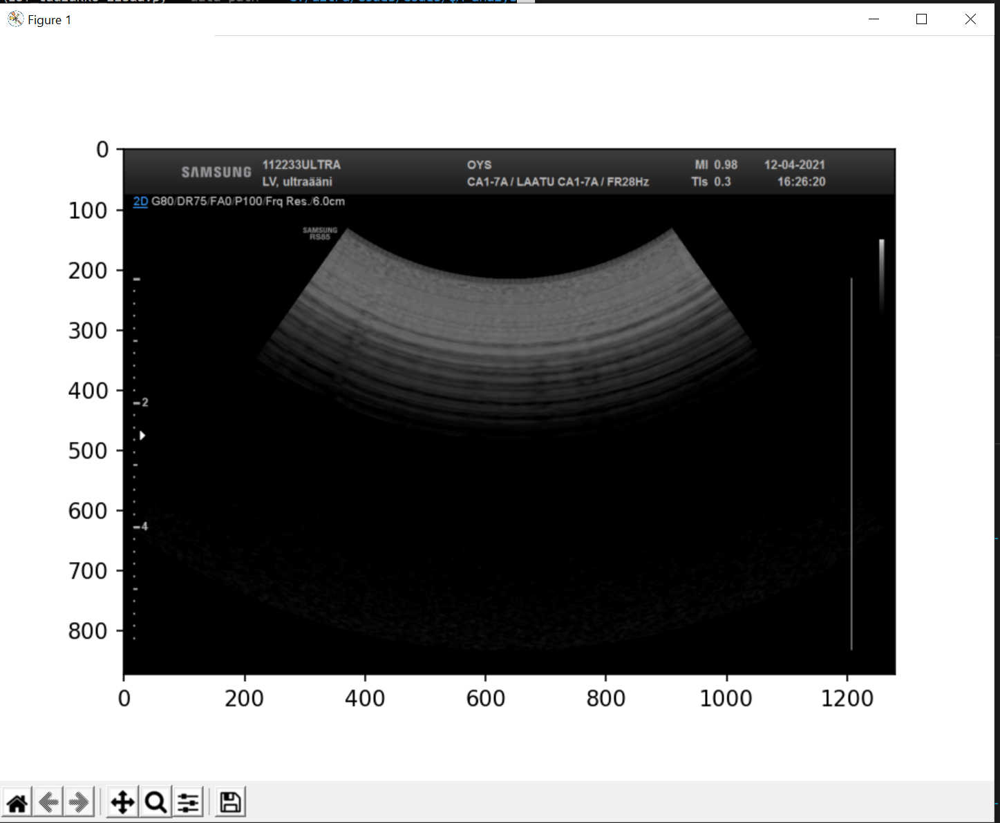 Figure 1
SAMSUNG
112233ULTRA
LV, ultraääni
OYS
CA1-7A / LAATU CA1-7A / FR28Hz
MI 0.98
TIs 0.3
12-04-2021
16:26:20
2D G80/DR75/FA0/P100/Frq Res./6.0cm
SAMSUNG
RS85
2
4
0
100
200
300
400
500
600
700
800
0 200 400 600 800 1000 1200